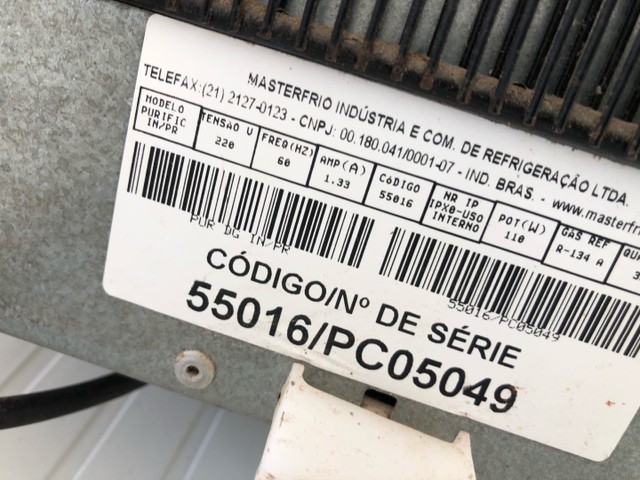 MASTERFRIO INDÚSTRIA E COM. DE REFRIGERAÇÃO LTDA.
TELEFAX:(21) 2127-0123 - CNPJ: 00.180.041/0001-07 - IND. BRAS. - www.masterfri
MODELO PURIFIC IN/PR
TENSAO V 220
FREQ(HZ) 60
AMP(A) 1.33
CóDIGO 55016
NR IP IPX0-USO INTERNO
POT(W) 110
GAS REF R-134 A
PUR DG IN/PR
55016/PC05049
CÓDIGO/Nº DE SÉRIE
55016/PC05049